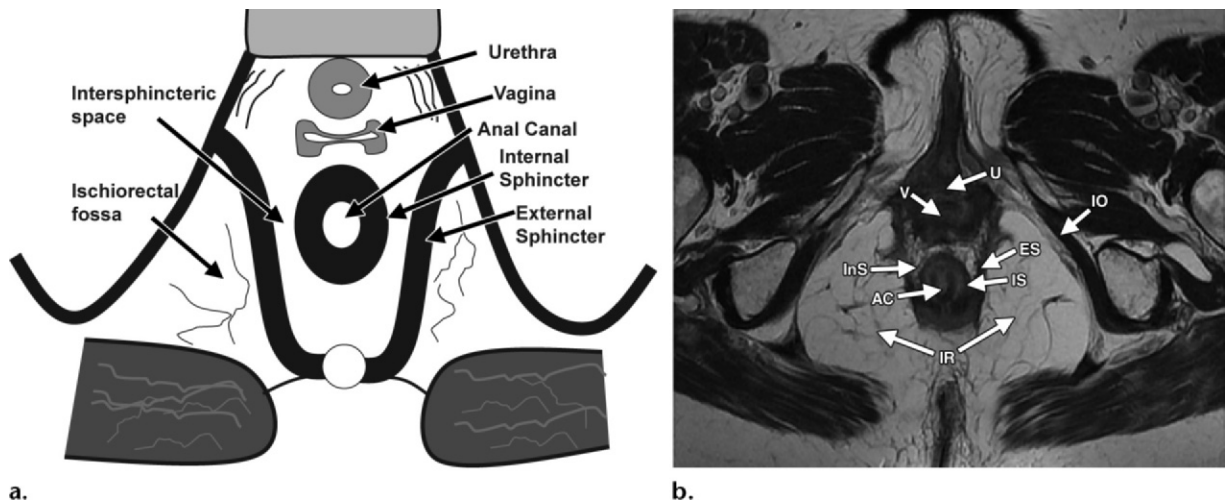 Urethra
Intersphincteric
space
Vagina
Anal Canal
Internal
Sphincter
Ischiorectal
fossa
External
Sphincter
U
V
IO
InS
ES
IS
AC
IR
a.
b.